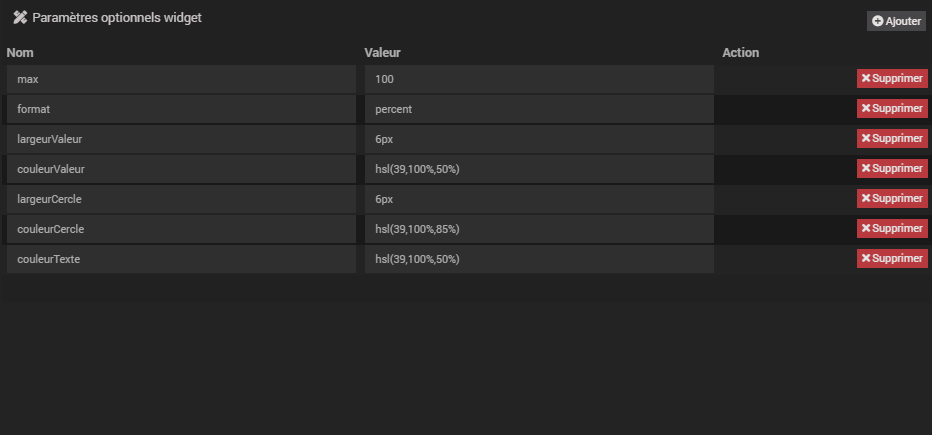 Paramètres optionnels widget
Ajouter
Nom Valeur Action
max 100 Supprimer
format percent Supprimer
largeurValeur 6px Supprimer
couleurValeur hsl(39,100%,50%) Supprimer
largeurCercle 6px Supprimer
couleurCercle hsl(39,100%,85%) Supprimer
couleurTexte hsl(39,100%,50%) Supprimer